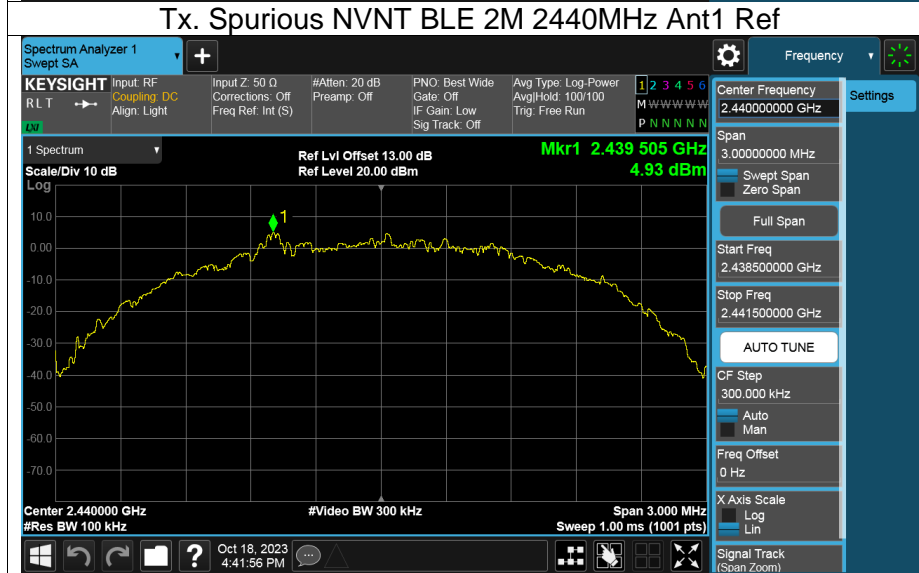 Tx. Spurious NVNT BLE 2M 2440MHz Ant1 Ref
Spectrum Analyzer 1
Swept SA
+
Frequency
KEYSIGHT
RLT
LXI
Input: RF
Coupling: DC
Align: Light
Input Z: 50 Ω
Corrections: Off
Freq Ref: Int (S)
#Atten: 20 dB
Preamp: Off
PNO: Best Wide
Gate: Off
IF Gain: Low
Sig Track: Off
Avg Type: Log-Power
Avg|Hold: 100/100
Trig: Free Run
1 2 3 4 5 6
M W W W W W
P N N N N N
1 Spectrum
Scale/Div 10 dB
Ref Lvl Offset 13.00 dB
Ref Level 20.00 dBm
Mkr1 2.439 505 GHz
4.93 dBm
Log
10.0
0.00
-10.0
-20.0
-30.0
-40.0
-50.0
-60.0
-70.0
1
Center 2.440000 GHz
#Res BW 100 kHz
#Video BW 300 kHz
Span 3.000 MHz
Sweep 1.00 ms (1001 pts)
?
Oct 18, 2023
4:41:56 PM
Center Frequency
2.440000000 GHz
Span
3.00000000 MHz
Swept Span
Zero Span
Full Span
Start Freq
2.438500000 GHz
Stop Freq
2.441500000 GHz
AUTO TUNE
CF Step
300.000 kHz
Auto
Man
Freq Offset
0 Hz
X Axis Scale
Log
Lin
Signal Track
(Span Zoom)
Settings